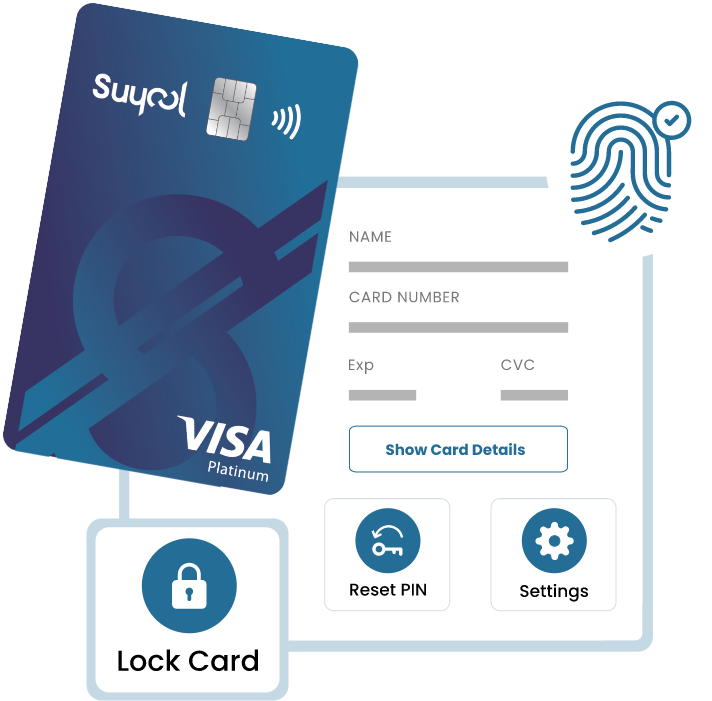 Suyool
VISA
Platinum
NAME
CARD NUMBER
Exp CVC
Show Card Details
Reset PIN Settings
Lock Card